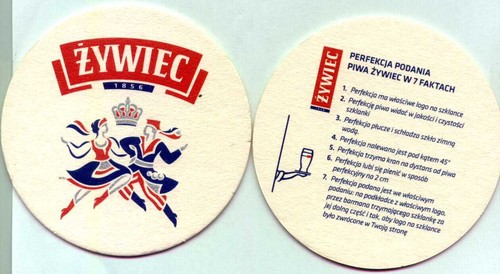 ŻYWIEC
1856
ŻYWIEC
PERFEKCJA PODANIA
PIWA ŻYWIEC W 7 FAKTACH
1. Perfekcja ma właściwe logo na szklance
2. Perfekcję piwa widać w jakości i czystości
szklanki
3. Perfekcja płucze i schładza szkło zimną
wodą.
4. Perfekcja nalewana jest pod kątem 45°
5. Perfekcja trzyma kran na dystans od piwa
6. Perfekcja lubi się pienić w sposób
perfekcyjny na 2 cm
7. Perfekcja podana jest we właściwym
podaniu: na podkładce z właściwym logo,
przez barmana trzymającego szklankę za
jej dolną część i tak, aby logo na szklance
było zwrócone w Twoją stronę